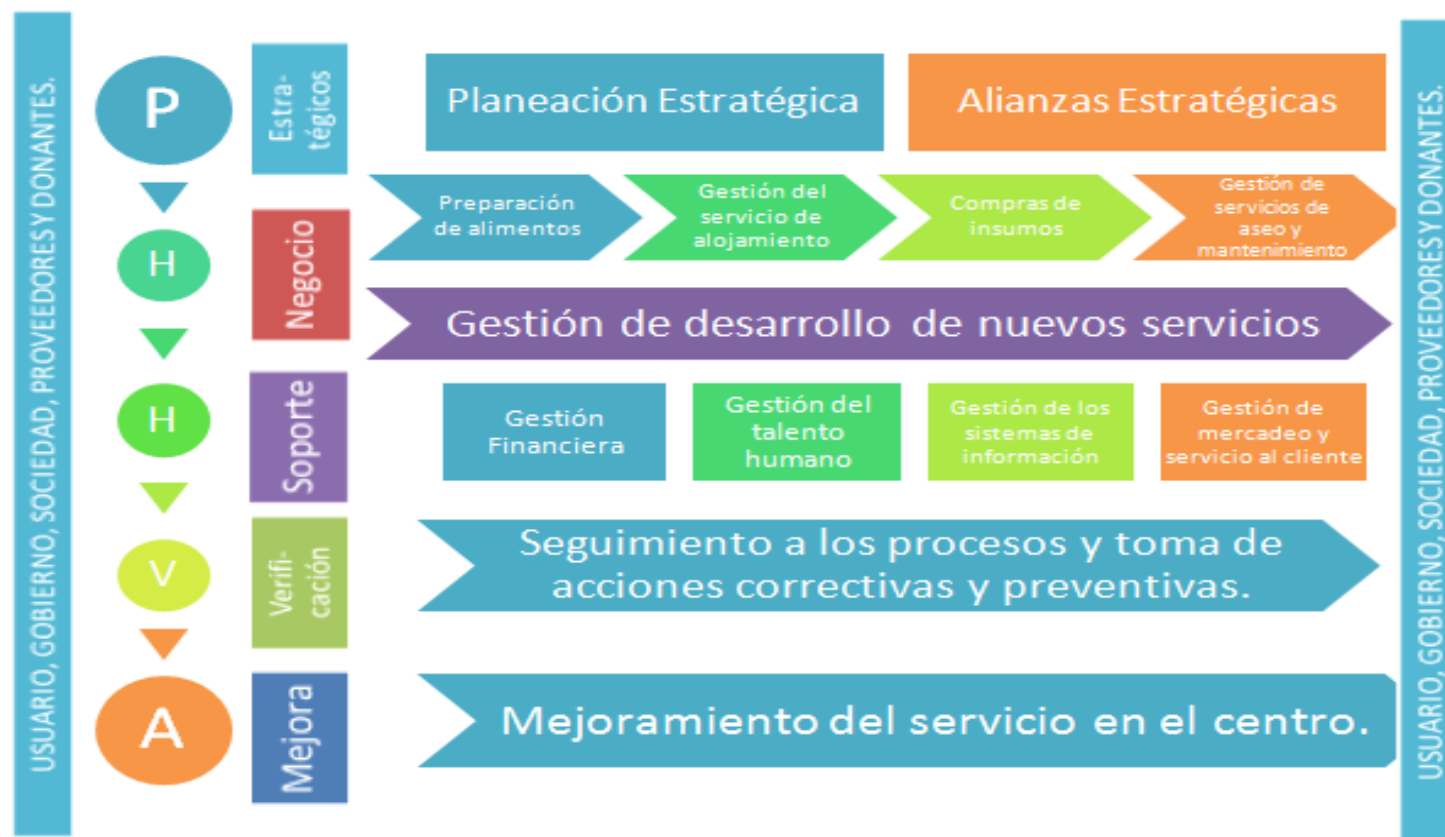 USUARIO, GOBIERNO, SOCIEDAD, PROVEEDORES Y DONANTES.
P
Estra-
tégicos
Planeación Estratégica
Alianzas Estratégicas
H
Negocio
Preparación
de alimentos
Gestión del
servicio de
alojamiento
Compras de
insumos
Gestión de
servicios de
aseo y
mantenimiento
Gestión de desarrollo de nuevos servicios
H
Soporte
Gestión
Financiera
Gestión del
talento
humano
Gestión de los
sistemas de
información
Gestión de
mercadeo y
servicio al cliente
V
Verifi-
cación
Seguimiento a los procesos y toma de
acciones correctivas y preventivas.
A
Mejora
Mejoramiento del servicio en el centro.
USUARIO, GOBIERNO, SOCIEDAD, PROVEEDORES Y DONANTES.